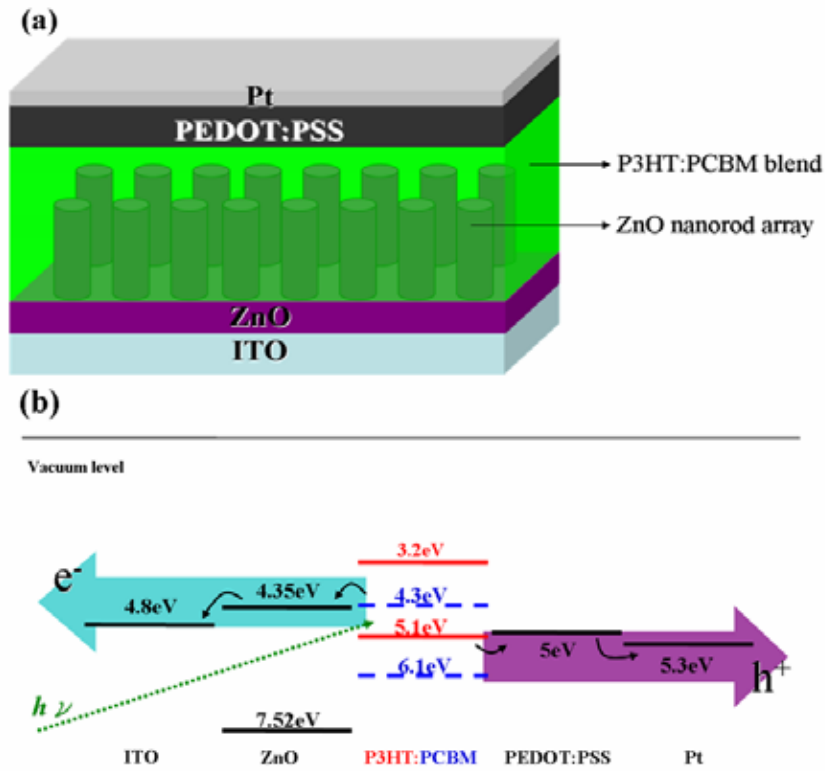 (a)
Pt
PEDOT:PSS
P3HT:PCBM blend
ZnO nanorod array
ZnO
ITO
(b)
Vacuum level
3.2eV
e-
4.8eV
4.35eV
4.3eV
5.1eV
5eV
5.3eV
6.1eV
h+
hν
7.52eV
ITO
ZnO
P3HT:PCBM
PEDOT:PSS
Pt